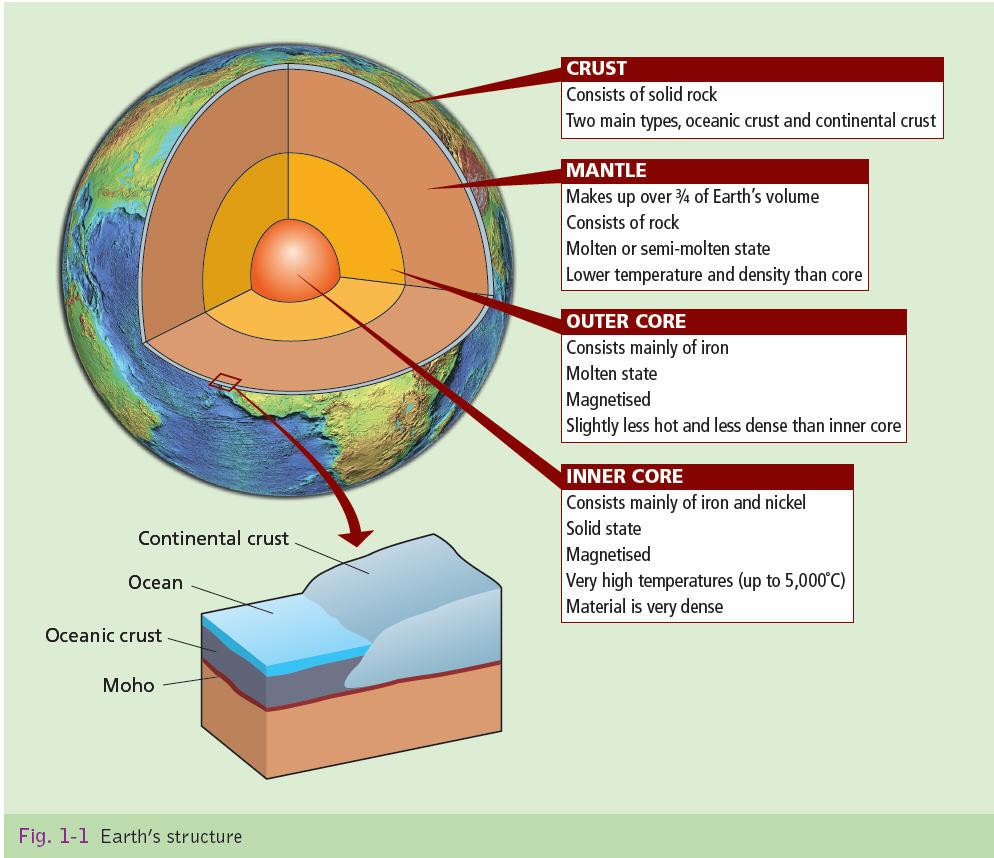 CRUST
Consists of solid rock
Two main types, oceanic crust and continental crust
MANTLE
Makes up over ¾ of Earth's volume
Consists of rock
Molten or semi-molten state
Lower temperature and density than core
OUTER CORE
Consists mainly of iron
Molten state
Magnetised
Slightly less hot and less dense than inner core
INNER CORE
Consists mainly of iron and nickel
Solid state
Magnetised
Very high temperatures (up to 5,000˚C)
Material is very dense
Continental crust
Ocean
Oceanic crust
Moho
Fig. 1-1 Earth's structure